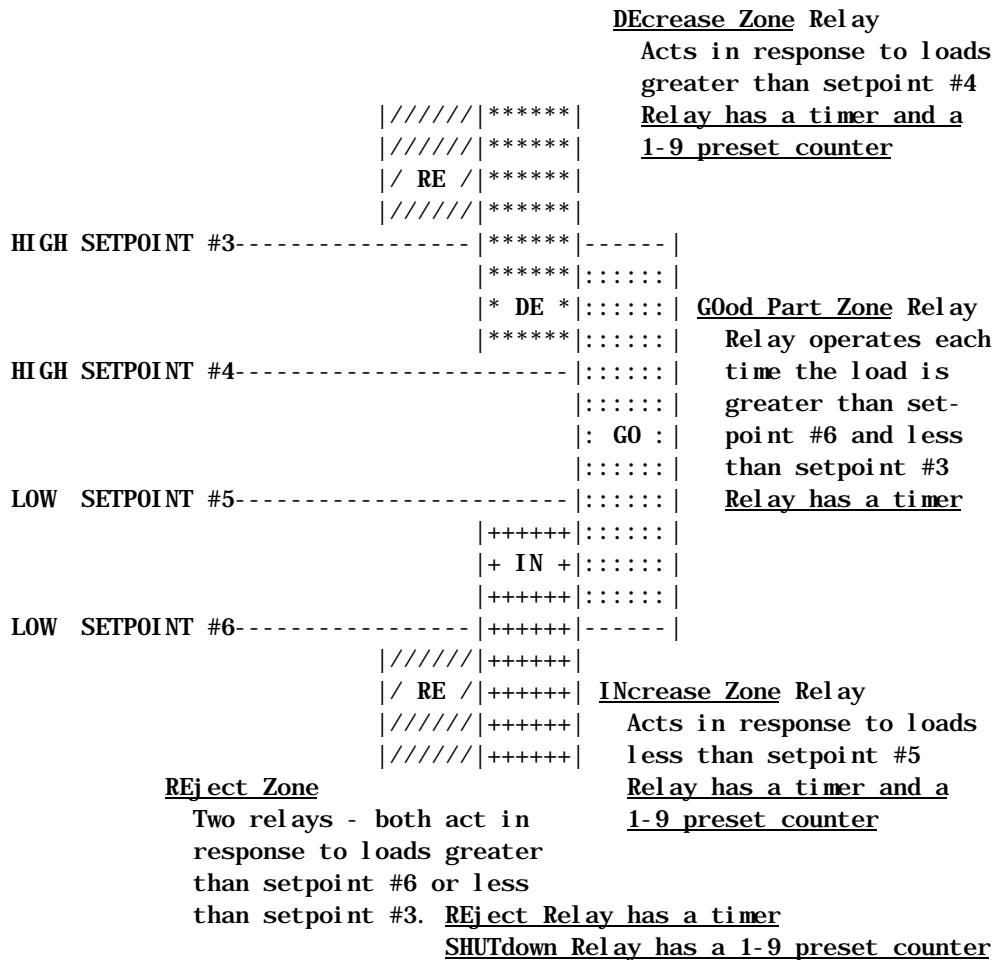 DEcrease Zone Relay
Acts in response to loads
greater than setpoint #4
|//////|******| Relay has a timer and a
|//////|******| 1-9 preset counter
|/ RE /|******|
|//////|******|
HIGH SETPOINT #3-----------------|******|------|
|******|::::::|
|* DE *|::::::| GOod Part Zone Relay
|******|::::::| Relay operates each
HIGH SETPOINT #4------------------------|::::::| time the load is
|::::::| greater than set-
|: GO :| point #6 and less
|::::::| than setpoint #3
LOW SETPOINT #5------------------------|::::::| Relay has a timer
|++++++|::::::|
|+ IN +|::::::|
|++++++|::::::|
LOW SETPOINT #6-----------------|++++++|------|
|//////|++++++|
|/ RE /|++++++| INcrease Zone Relay
|//////|++++++| Acts in response to loads
|//////|++++++| less than setpoint #5
REject Zone Relay has a timer and a
Two relays - both act in 1-9 preset counter
response to loads greater
than setpoint #6 or less
than setpoint #3. REject Relay has a timer
SHUTdown Relay has a 1-9 preset counter